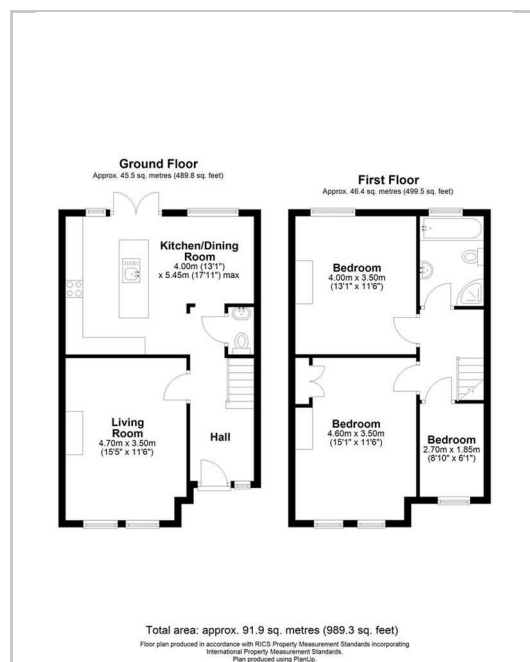 Ground Floor
Approx. 45.5 sq. metres (489.8 sq. feet)
Kitchen/Dining
Room
4.00m (13'1")
x 5.45m (17'11") max
Living
Room
4.70m x 3.50m
(15'5" x 11'6")
Hall
First Floor
Approx. 46.4 sq. metres (499.5 sq. feet)
Bedroom
4.00m x 3.50m
(13'1" x 11'6")
Bedroom
4.60m x 3.50m
(15'1" x 11'6")
Bedroom
2.70m x 1.85m
(8'10" x 6'1")
Total area: approx. 91.9 sq. metres (989.3 sq. feet)
Floor plan produced in accordance with RICS Property Measurement Standards incorporating
International Property Measurement Standards.
Plan produced using PlanUp.